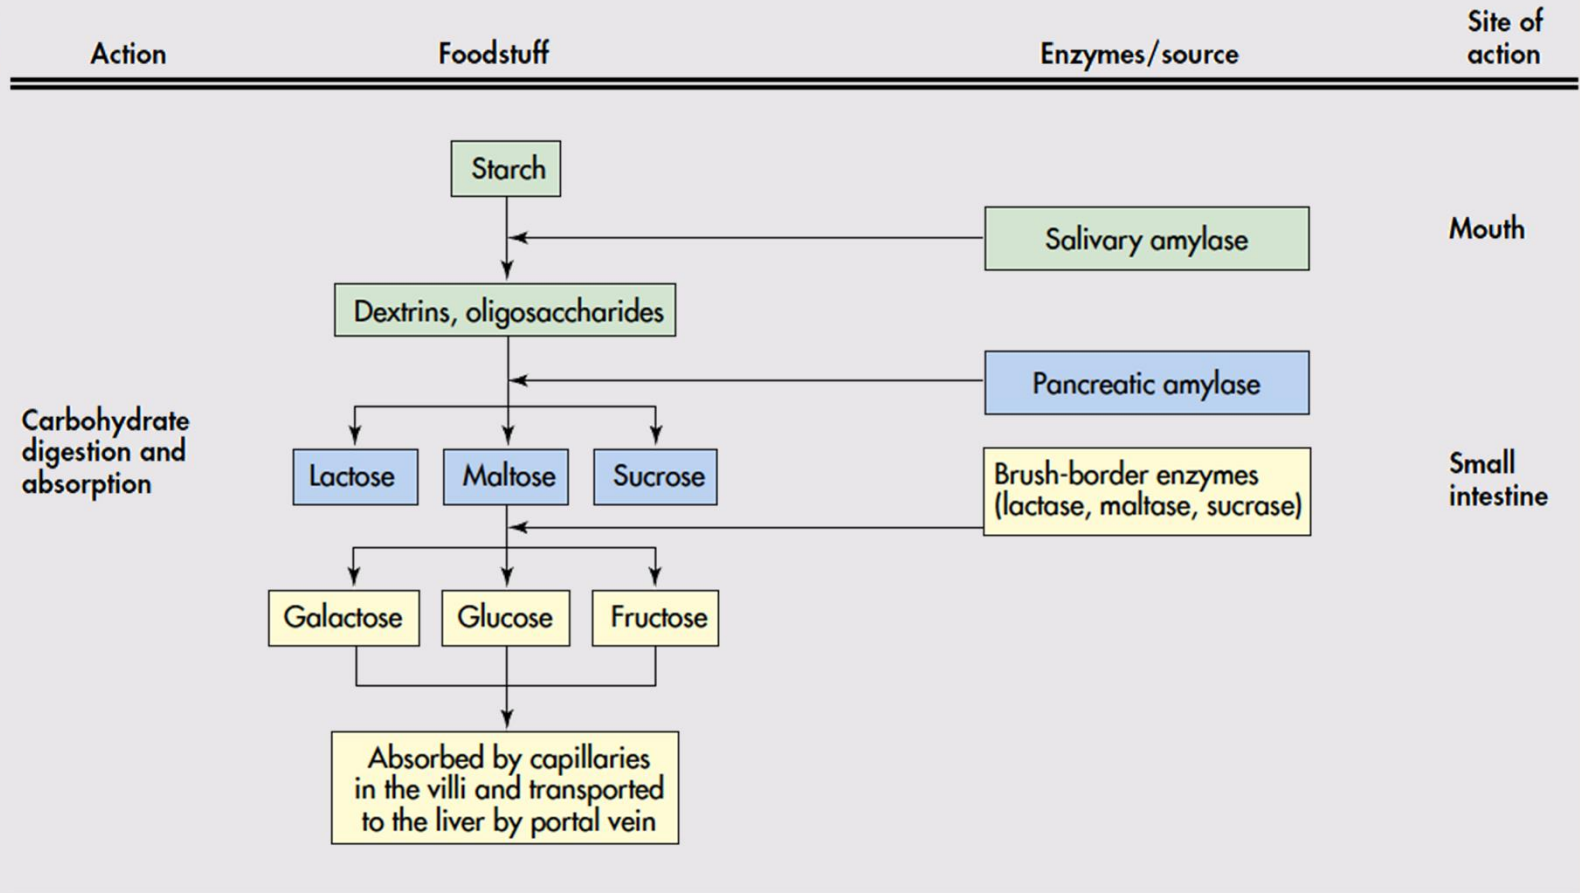 Action
Foodstuff
Enzymes/source
Site of
action
Starch
Salivary amylase
Mouth
Dextrins, oligosaccharides
Pancreatic amylase
Carbohydrate
digestion and
absorption
Lactose
Maltose
Sucrose
Brush-border enzymes
(lactase, maltase, sucrase)
Small
intestine
Galactose
Glucose
Fructose
Absorbed by capillaries
in the villi and transported
to the liver by portal vein